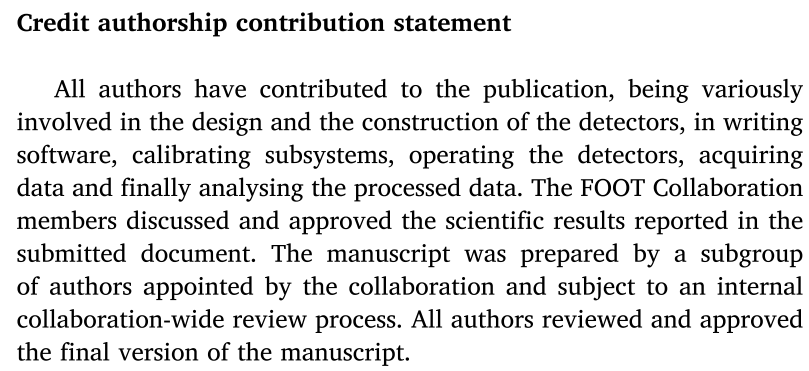 Credit authorship contribution statement
All authors have contributed to the publication, being variously
involved in the design and the construction of the detectors, in writing
software, calibrating subsystems, operating the detectors, acquiring
data and finally analysing the processed data. The FOOT Collaboration
members discussed and approved the scientific results reported in the
submitted document. The manuscript was prepared by a subgroup
of authors appointed by the collaboration and subject to an internal
collaboration-wide review process. All authors reviewed and approved
the final version of the manuscript.